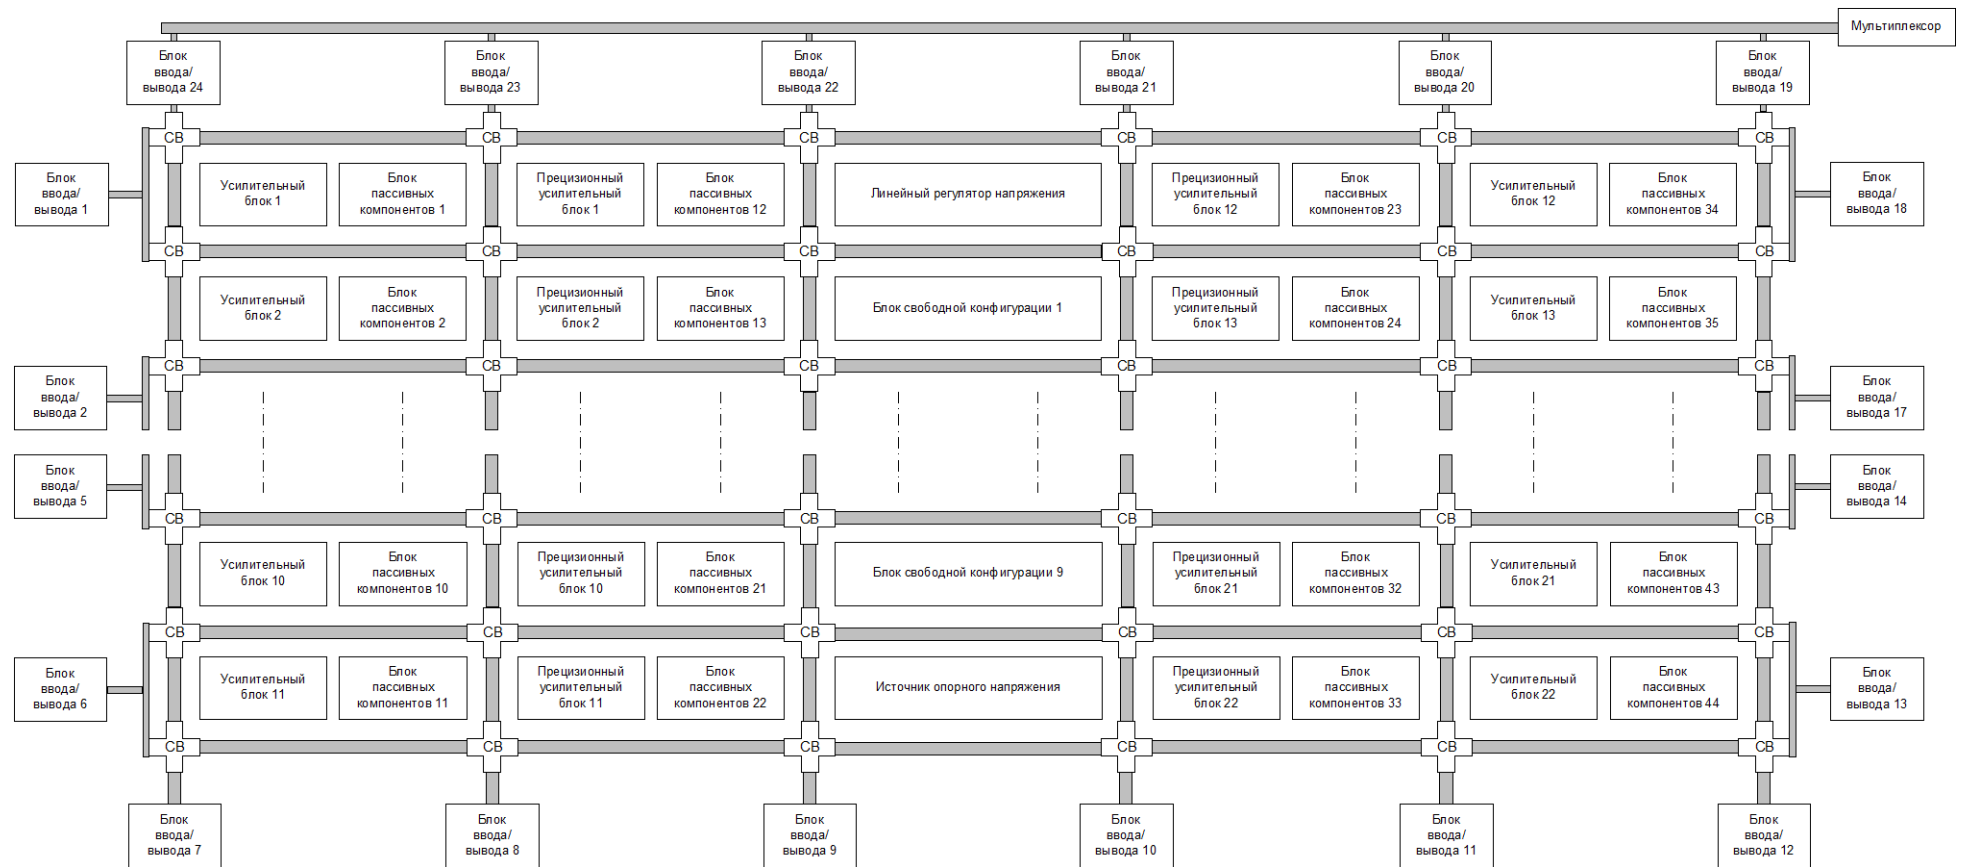 Мультиплексор
Блок
ввода/
вывода 24
Блок
ввода/
вывода 23
Блок
ввода/
вывода 22
Блок
ввода/
вывода 21
Блок
ввода/
вывода 20
Блок
ввода/
вывода 19
СВ
СВ
СВ
СВ
СВ
СВ
Блок
ввода/
вывода 1
Усилительный
блок 1
Блок
пассивных
компонентов 1
Прецизионный
усилительный
блок 1
Блок
пассивных
компонентов 12
Линейный регулятор напряжения
Прецизионный
усилительный
блок 12
Блок
пассивных
компонентов 23
Усилительный
блок 12
Блок
пассивных
компонентов 34
Блок
ввода/
вывода 18
СВ
СВ
СВ
СВ
СВ
СВ
Усилительный
блок 2
Блок
пассивных
компонентов 2
Прецизионный
усилительный
блок 2
Блок
пассивных
компонентов 13
Блок свободной конфигурации 1
Прецизионный
усилительный
блок 13
Блок
пассивных
компонентов 24
Усилительный
блок 13
Блок
пассивных
компонентов 35
СВ
СВ
СВ
СВ
СВ
СВ
Блок
ввода/
вывода 2
Блок
ввода/
вывода 17
Блок
ввода/
вывода 5
Блок
ввода/
вывода 14
СВ
СВ
СВ
СВ
СВ
СВ
Усилительный
блок 10
Блок
пассивных
компонентов 10
Прецизионный
усилительный
блок 10
Блок
пассивных
компонентов 21
Блок свободной конфигурации 9
Прецизионный
усилительный
блок 21
Блок
пассивных
компонентов 32
Усилительный
блок 21
Блок
пассивных
компонентов 43
СВ
СВ
СВ
СВ
СВ
СВ
Блок
ввода/
вывода 6
Усилительный
блок 11
Блок
пассивных
компонентов 11
Прецизионный
усилительный
блок 11
Блок
пассивных
компонентов 22
Источник опорного напряжения
Прецизионный
усилительный
блок 22
Блок
пассивных
компонентов 33
Усилительный
блок 22
Блок
пассивных
компонентов 44
Блок
ввода/
вывода 13
СВ
СВ
СВ
СВ
СВ
СВ
Блок
ввода/
вывода 7
Блок
ввода/
вывода 8
Блок
ввода/
вывода 9
Блок
ввода/
вывода 10
Блок
ввода/
вывода 11
Блок
ввода/
вывода 12